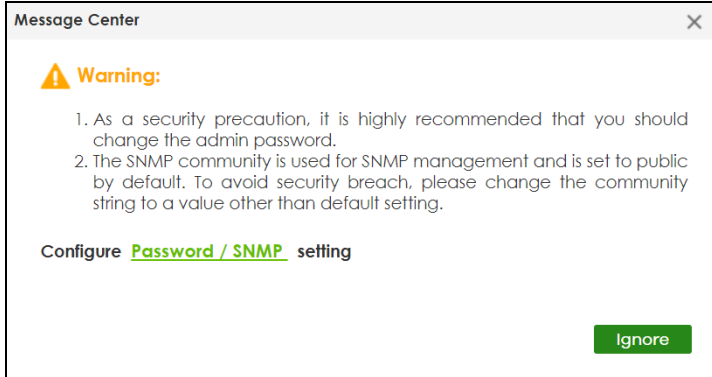 Message Center
Warning:
1. As a security precaution, it is highly recommended that you should
change the admin password.
2. The SNMP community is used for SNMP management and is set to public
by default. To avoid security breach, please change the community
string to a value other than default setting.
Configure Password / SNMP setting
Ignore